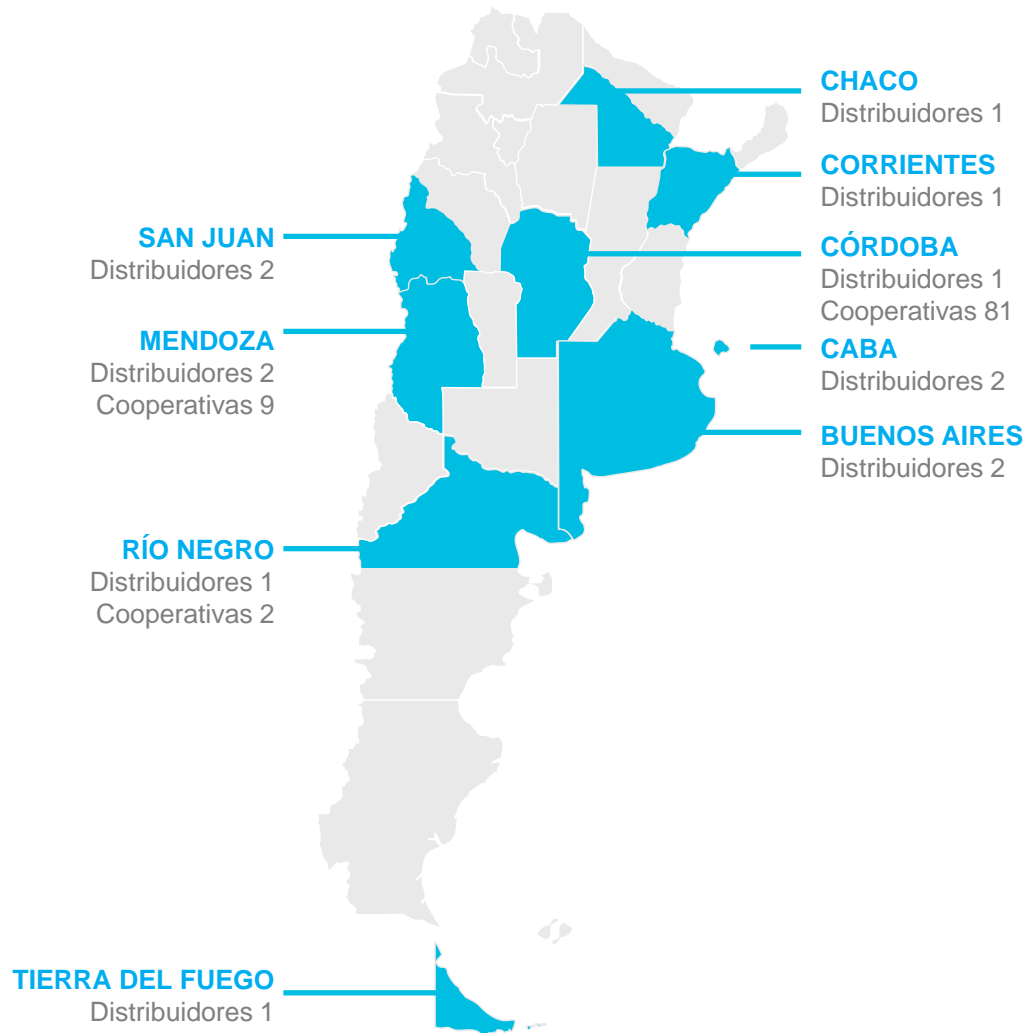 CHACO
Distribuidores 1
CORRIENTES
Distribuidores 1
SAN JUAN
Distribuidores 2
CÓRDOBA
Distribuidores 1
Cooperativas 81
MENDOZA
Distribuidores 2
Cooperativas 9
CABA
Distribuidores 2
BUENOS AIRES
Distribuidores 2
RÍO NEGRO
Distribuidores 1
Cooperativas 2
TIERRA DEL FUEGO
Distribuidores 1